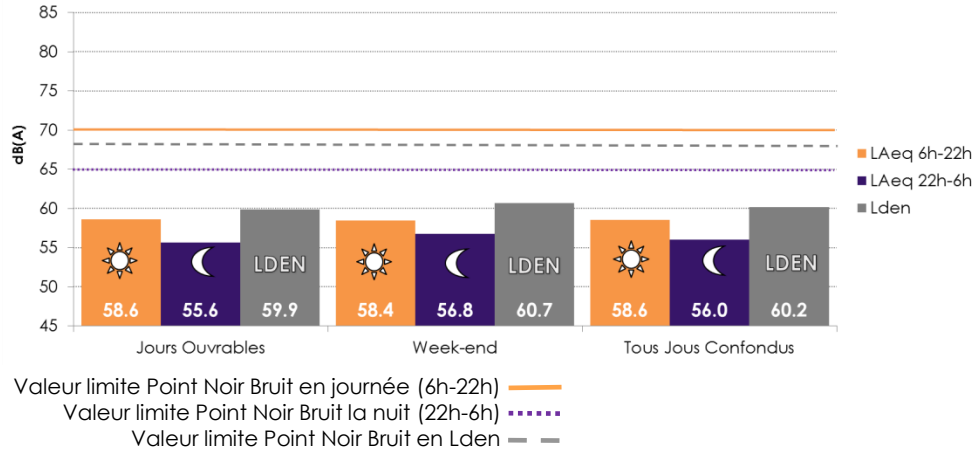 85
80
75
70
65
60
55
50
45
dB(A)
LDEN
LDEN
LDEN
58.6
55.6
59.9
58.4
56.8
60.7
58.6
56.0
60.2
Jours Ouvrables
Week-end
Tous Jous Confondus
LAeq 6h-22h
LAeq 22h-6h
Lden
Valeur limite Point Noir Bruit en journée (6h-22h)
Valeur limite Point Noir Bruit la nuit (22h-6h)
Valeur limite Point Noir Bruit en Lden